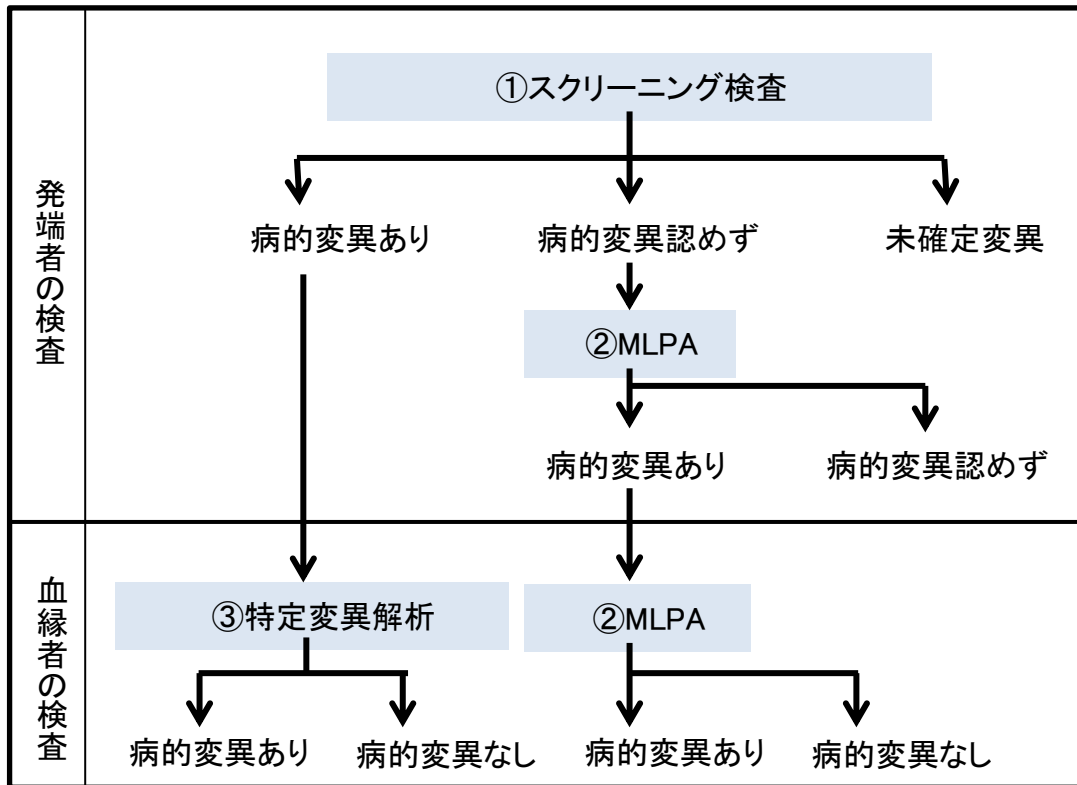 発端者の検査
①スクリーニング検査
病的変異あり
病的変異認めず
未確定変異
②MLPA
病的変異あり
病的変異認めず
血縁者の検査
③特定変異解析
②MLPA
病的変異あり
病的変異なし
病的変異あり
病的変異なし